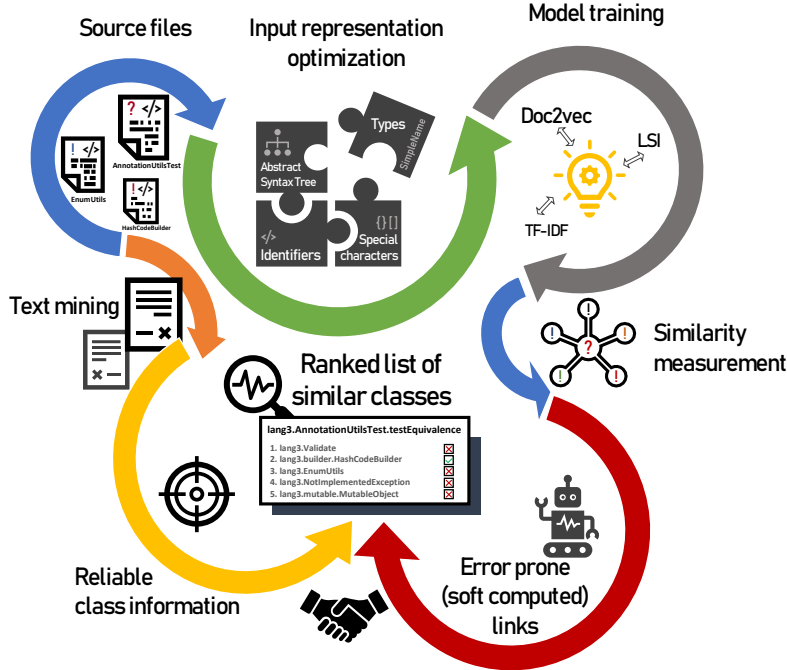 Source files
Input representation
optimization
Model training
? </>
AnnotationUtilsTest
! </>
EnumUtils
! </>
HashCodeBuilder
Abstract
Syntax Tree
Types
SimpleName
</>
Identifiers
{}[]
Special
characters
Doc2vec
LSI
TF-IDF
Text mining
Similarity
measurement
! ! ! ? ! !
Ranked list of
similar classes
lang3.AnnotationUtilsTest.testEquivalence
1. lang3.Validate
2. lang3.builder.HashCodeBuilder
3. lang3.EnumUtils
4. lang3.NotImplementedException
5. lang3.mutable.MutableObject
Reliable
class information
Error prone
(soft computed)
links